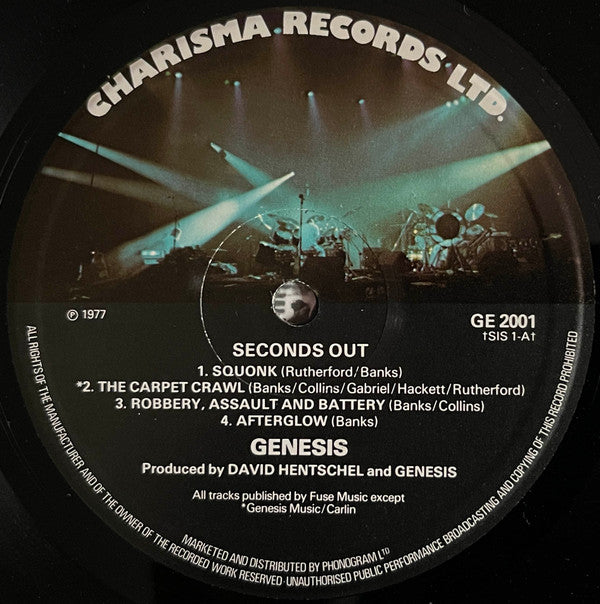 CHARISMA RECORDS LTD.
℗ 1977
GE 2001
†SIS 1-A†
SECONDS OUT
1. SQUONK (Rutherford/Banks)
*2. THE CARPET CRAWL (Banks/Collins/Gabriel/Hackett/Rutherford)
3. ROBBERY, ASSAULT AND BATTERY (Banks/Collins)
4. AFTERGLOW (Banks)
GENESIS
Produced by DAVID HENTSCHEL and GENESIS
All tracks published by Fuse Music except
*Genesis Music/Carlin
MARKETED AND DISTRIBUTED BY PHONOGRAM LTD
ALL RIGHTS OF THE MANUFACTURER AND OF THE OWNER OF THE RECORDED WORK RESERVED·UNAUTHORISED PUBLIC PERFORMANCE BROADCASTING AND COPYING OF THIS RECORD PROHIBITED